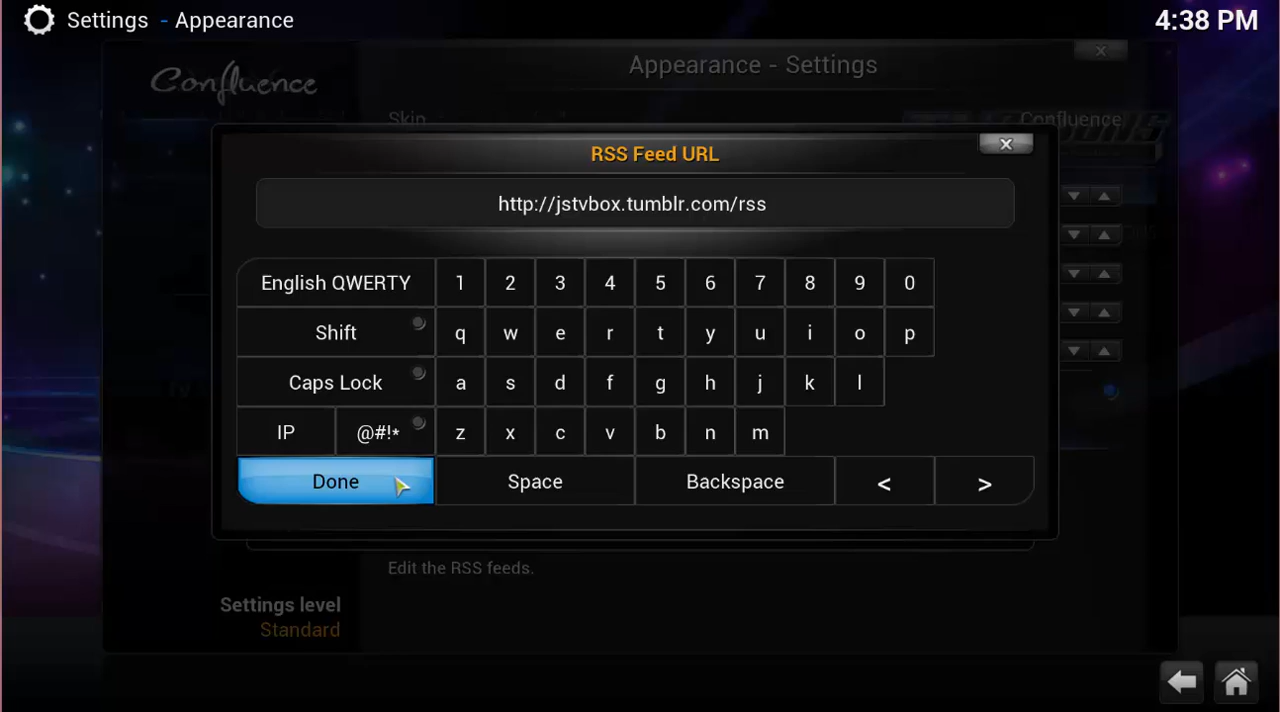 Settings - Appearance
4:38 PM
Confluence
Appearance - Settings
x
Skin
Confluence
RSS Feed URL
x
http://jstvbox.tumblr.com/rss
English QWERTY 1 2 3 4 5 6 7 8 9 0
Shift q w e r t y u i o p
Caps Lock a s d f g h j k l
IP @#!* z x c v b n m
Done Space Backspace < >
Edit the RSS feeds.
Settings level
Standard